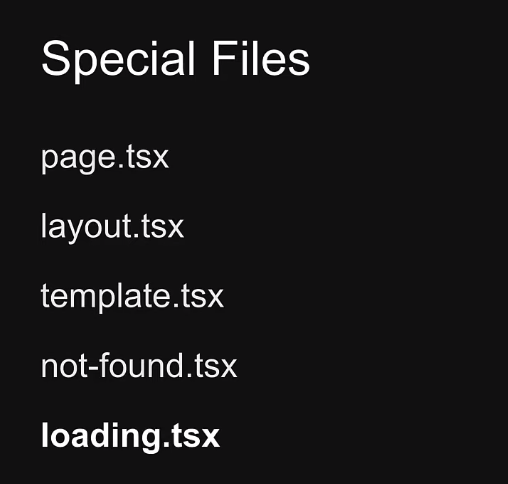 Special Files
page.tsx
layout.tsx
template.tsx
not-found.tsx
loading.tsx